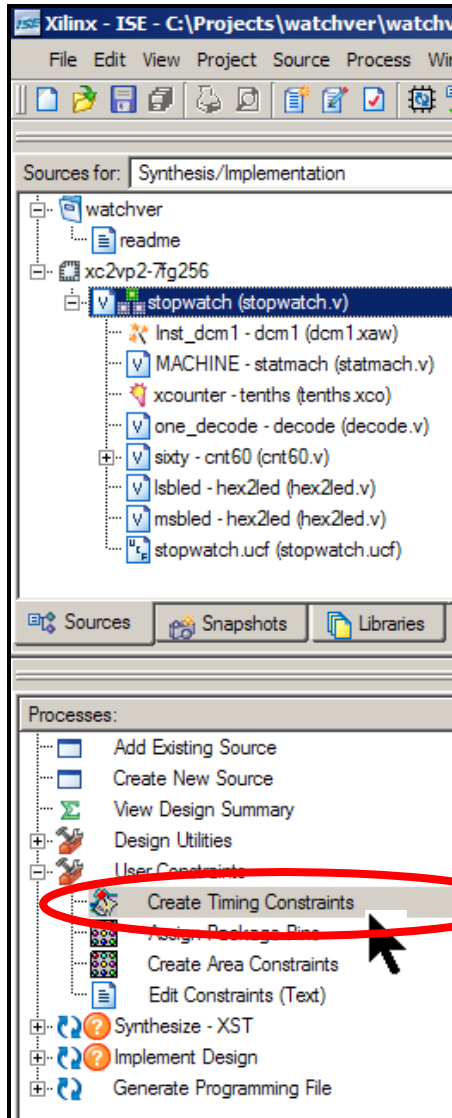 ISE Xilinx - ISE - C:\Projects\watchver\watchv
File Edit View Project Source Process Wi
Sources for: Synthesis/Implementation
watchver
readme
xc2vp2-7fg256
V stopwatch (stopwatch.v)
Inst_dcm1 - dcm1 (dcm1.xaw)
V MACHINE - statmach (statmach.v)
xcounter - tenths (tenths.xco)
V one_decode - decode (decode.v)
V sixty - cnt60 (cnt60.v)
V lsbled - hex2led (hex2led.v)
V msbled - hex2led (hex2led.v)
UCF stopwatch.ucf (stopwatch.ucf)
Sources Snapshots Libraries
Processes:
Add Existing Source
Create New Source
Σ View Design Summary
Design Utilities
User Constraints
Create Timing Constraints
Assign Package Pins
Create Area Constraints
Edit Constraints (Text)
? Synthesize - XST
? Implement Design
Generate Programming File